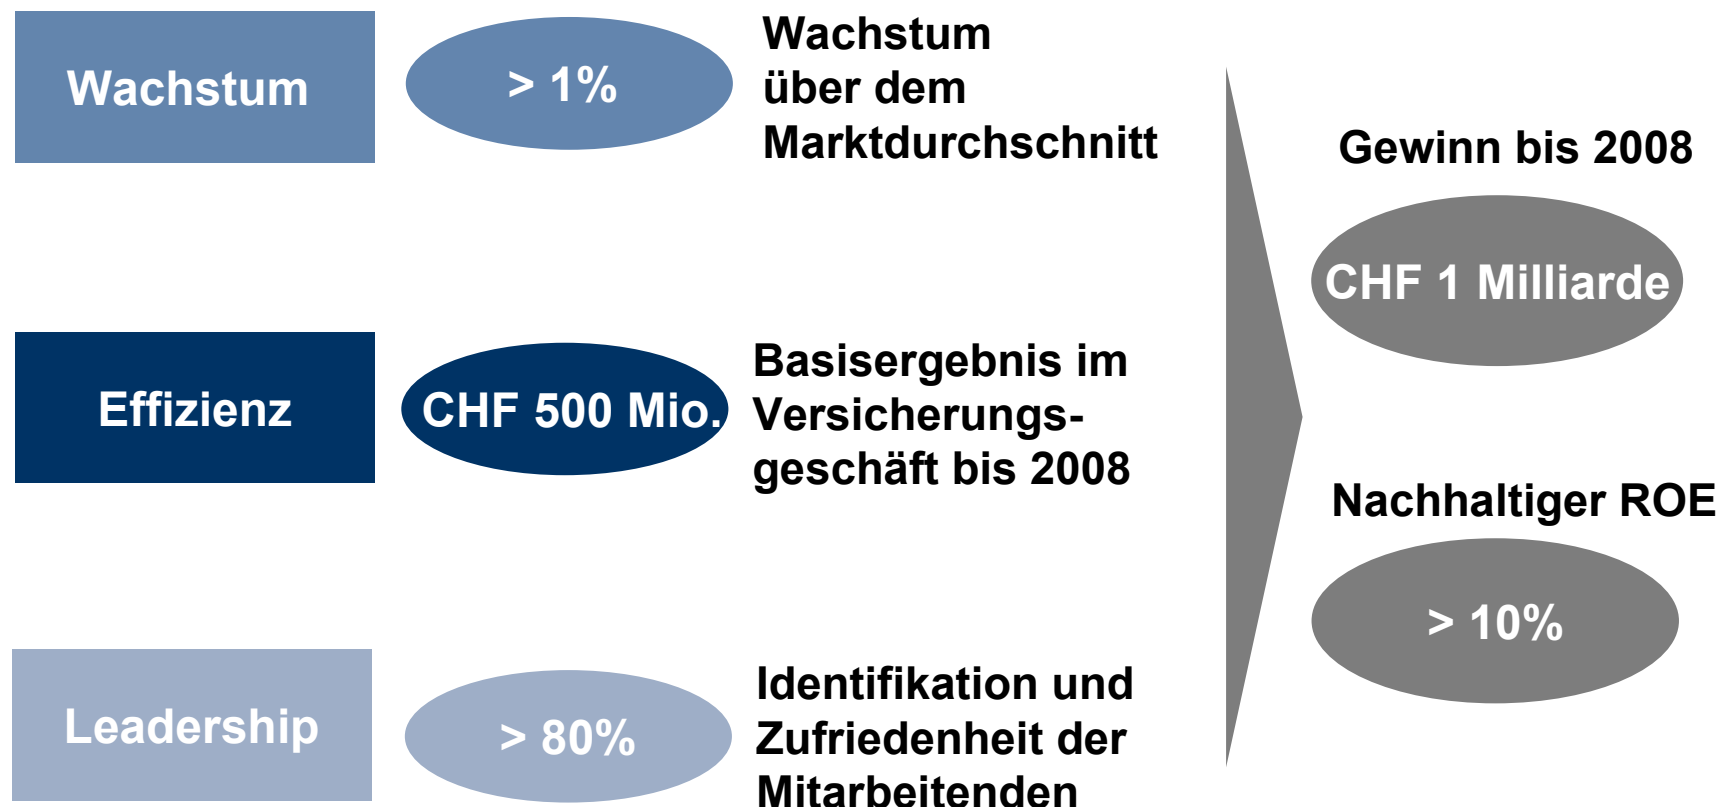 Wachstum
> 1%
Wachstum
über dem
Marktdurchschnitt
Effizienz
CHF 500 Mio.
Basisergebnis im
Versicherungs-
geschäft bis 2008
Leadership
> 80%
Identifikation und
Zufriedenheit der
Mitarbeitenden
Gewinn bis 2008
CHF 1 Milliarde
Nachhaltiger ROE
> 10%